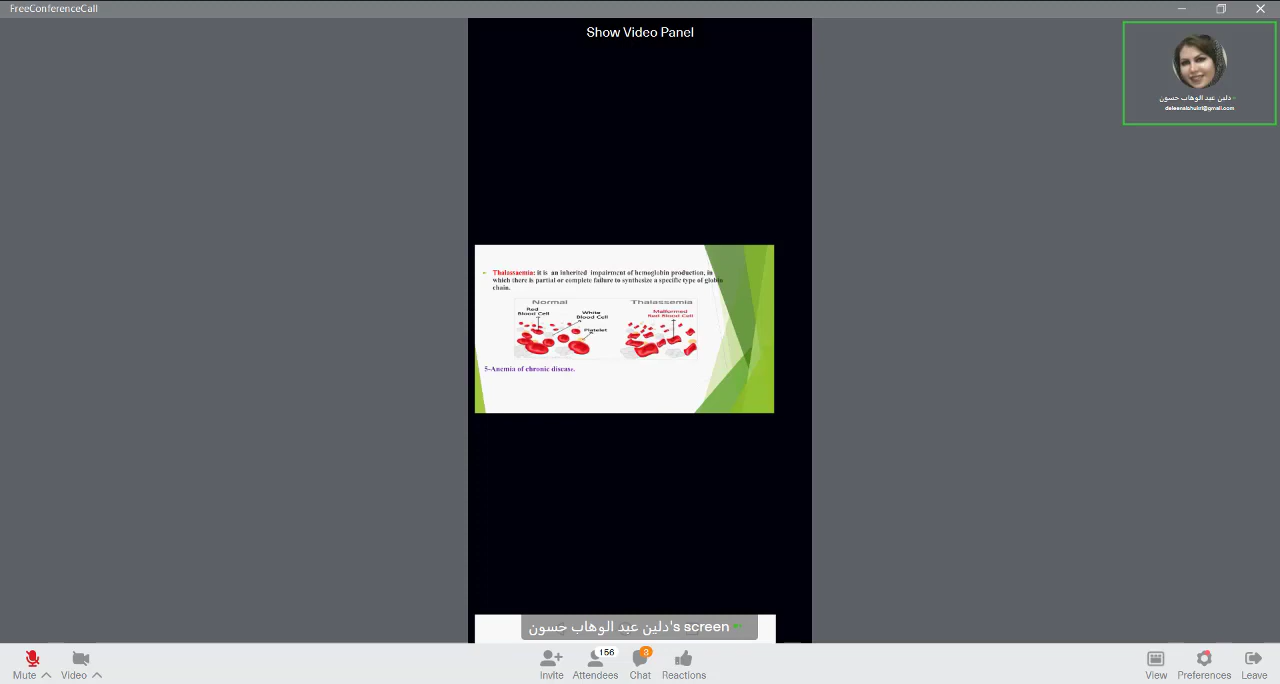 FreeConferenceCall
Show Video Panel
دلين عبد الوهاب حسون
deleenalshukri@gmail.com
Thalassaemia: it is an inherited impairment of hemoglobin production, in
which there is partial or complete failure to synthesize a specific type of globin
chain.
Normal
Thalassemia
Red
Blood Cell
White
Blood Cell
Platelet
Malformed
Red Blood Cell
5-Anemia of chronic disease.
دلين عبد الوهاب حسون's screen
Mute
Video
Invite
156
Attendees
3
Chat
Reactions
View
Preferences
Leave